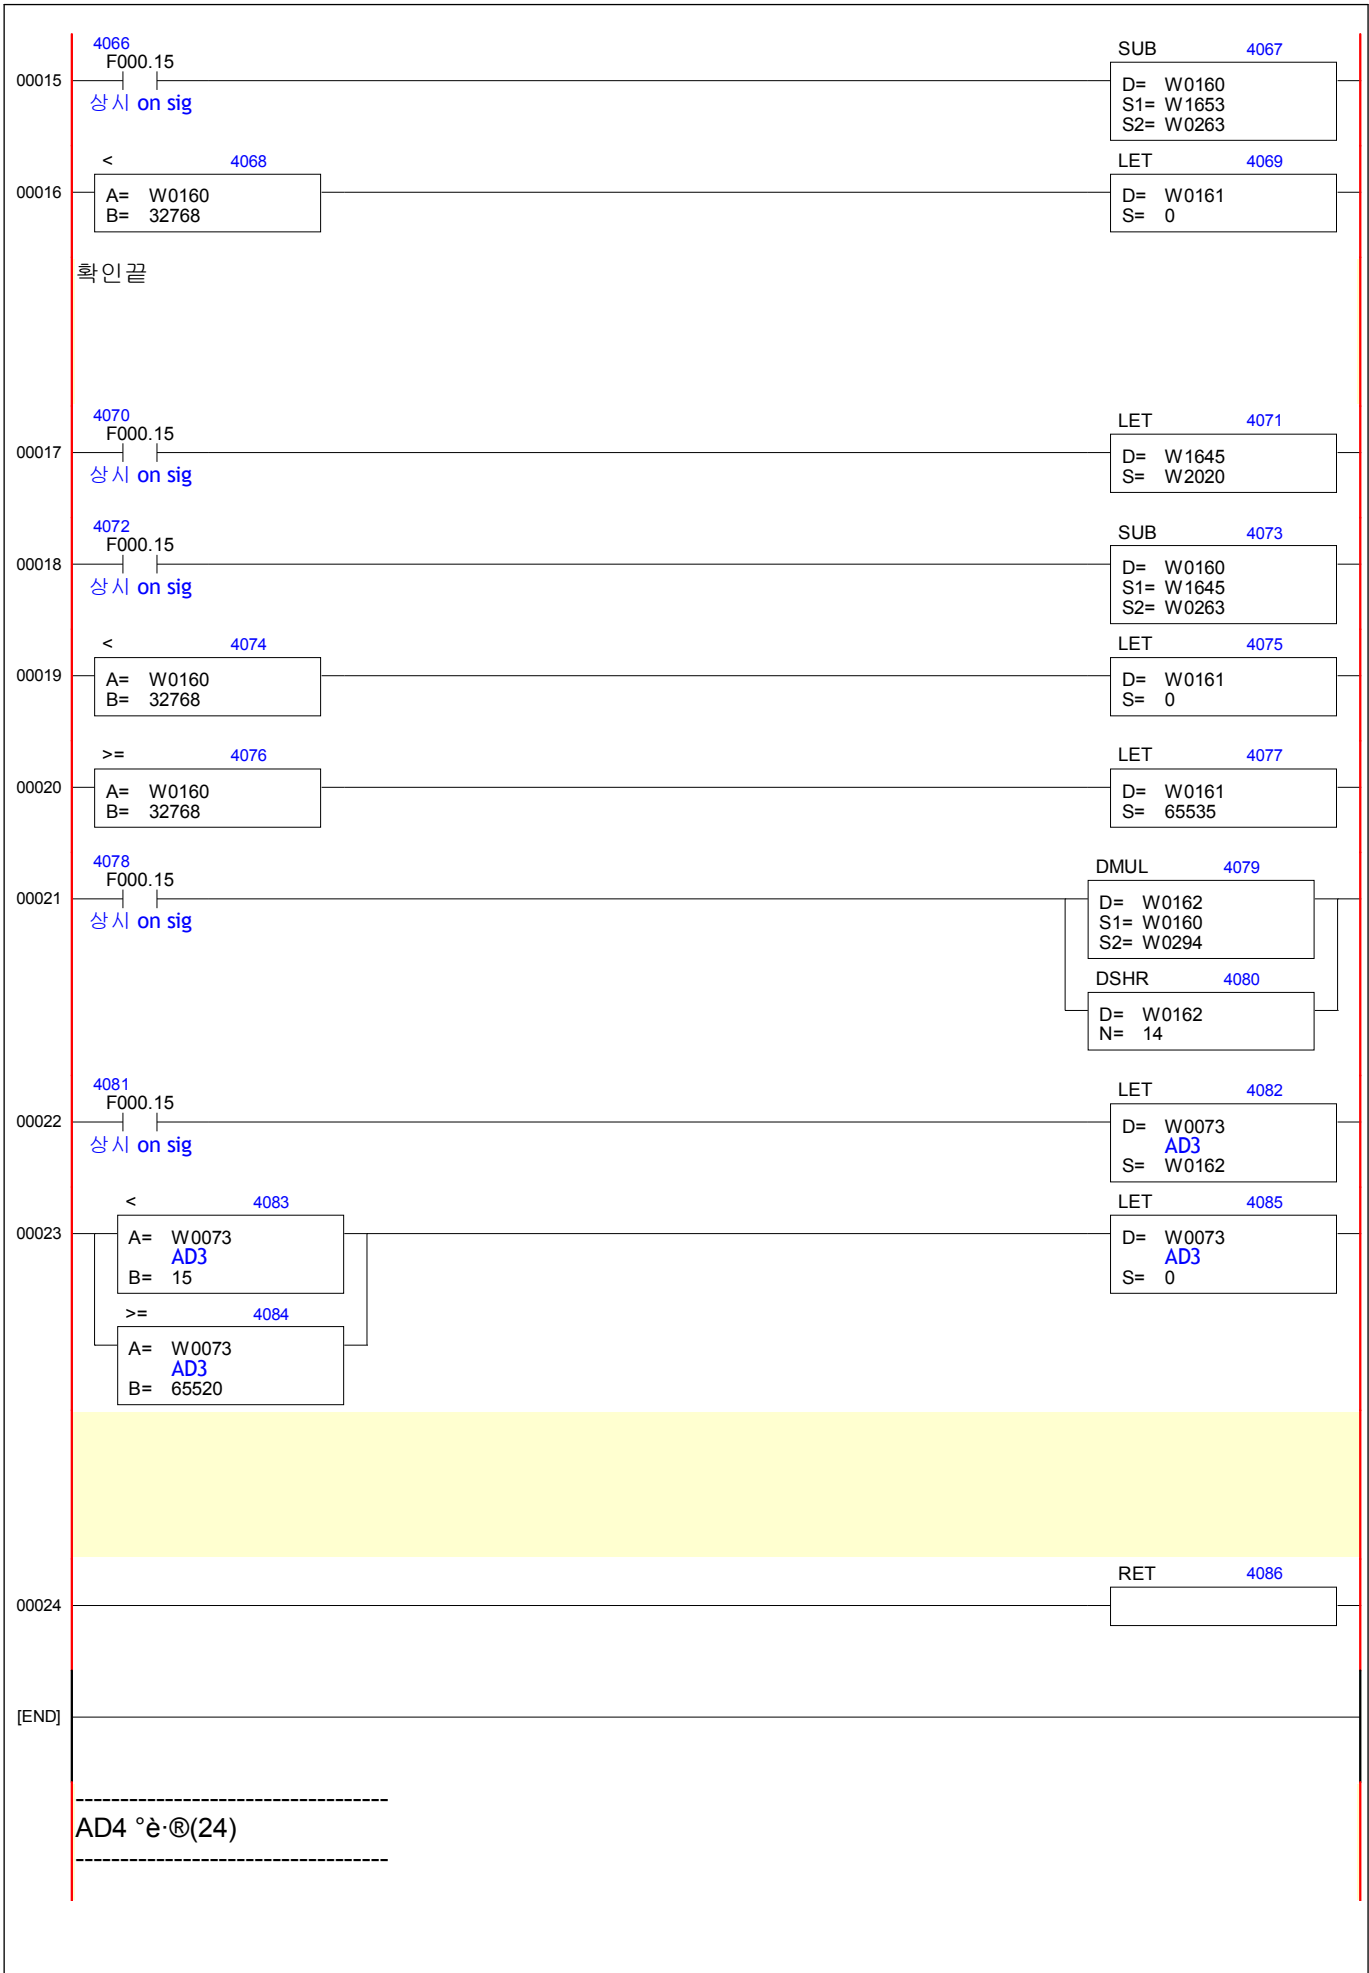 4066
F000.15
00015
상시 on sig
SUB 4067
D= W0160
S1= W1653
S2= W0263
< 4068
00016
A= W0160
B= 32768
LET 4069
D= W0161
S= 0
확인끝
4070
F000.15
00017
상시 on sig
LET 4071
D= W1645
S= W2020
4072
F000.15
00018
상시 on sig
SUB 4073
D= W0160
S1= W1645
S2= W0263
< 4074
00019
A= W0160
B= 32768
LET 4075
D= W0161
S= 0
>= 4076
00020
A= W0160
B= 32768
LET 4077
D= W0161
S= 65535
4078
F000.15
00021
상시 on sig
DMUL 4079
D= W0162
S1= W0160
S2= W0294
DSHR 4080
D= W0162
N= 14
4081
F000.15
00022
상시 on sig
LET 4082
D= W0073
AD3
S= W0162
< 4083
00023
A= W0073
AD3
B= 15
>= 4084
A= W0073
AD3
B= 65520
LET 4085
D= W0073
AD3
S= 0
RET 4086
00024
[END]
-----------------------------------
AD4 °è·®(24)
-----------------------------------